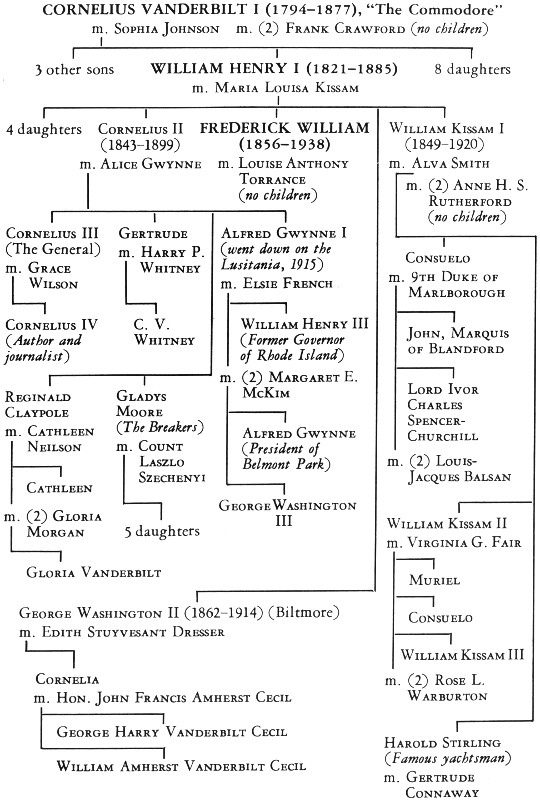 CORNELIUS VANDERBILT I (1794–1877), "The Commodore"
m. SOPHIA JOHNSON m. (2) FRANK CRAWFORD (no children)
3 other sons
WILLIAM HENRY I (1821–1885)
m. MARIA LOUISA KISSAM
8 daughters
4 daughters
CORNELIUS II
(1843–1899)
m. ALICE GWYNNE
FREDERICK WILLIAM
(1856–1938)
m. LOUISE ANTHONY
TORRANCE
(no children)
WILLIAM KISSAM I
(1849–1920)
m. ALVA SMITH
m. (2) ANNE H. S.
RUTHERFORD
(no children)
CORNELIUS III
(The General)
m. GRACE
WILSON
CORNELIUS IV
(Author and
journalist)
GERTRUDE
m. HARRY P.
WHITNEY
C. V.
WHITNEY
ALFRED GWYNNE I
(went down on the
Lusitania, 1915)
m. ELSIE FRENCH
WILLIAM HENRY III
(Former Governor
of Rhode Island)
m. (2) MARGARET E.
MCKIM
ALFRED GWYNNE
(President of
Belmont Park)
GEORGE WASHINGTON
III
CONSUELO
m. 9TH DUKE OF
MARLBOROUGH
JOHN, MARQUIS
OF BLANDFORD
LORD IVOR
CHARLES
SPENCER-
CHURCHILL
m. (2) LOUIS-
JACQUES BALSAN
REGINALD
CLAYPOLE
m. CATHLEEN
NEILSON
CATHLEEN
m. (2) GLORIA
MORGAN
GLORIA VANDERBILT
GLADYS
MOORE
(The Breakers)
m. COUNT
LASZLO
SZECHENYI
5 daughters
WILLIAM KISSAM II
m. VIRGINIA G. FAIR
MURIEL
CONSUELO
WILLIAM KISSAM III
m. (2) ROSE L.
WARBURTON
GEORGE WASHINGTON II (1862–1914) (Biltmore)
m. EDITH STUYVESANT DRESSER
CORNELIA
m. HON. JOHN FRANCIS AMHERST CECIL
GEORGE HARRY VANDERBILT CECIL
WILLIAM AMHERST VANDERBILT CECIL
HAROLD STIRLING
(Famous yachtsman)
m. GERTRUDE
CONNAWAY